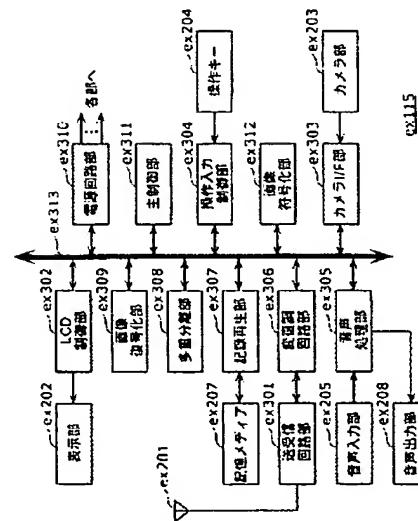 ex115
ex313
ex202
表示部
ex302
LCD
制御部
ex309
画像
復号化部
ex308
多重分離部
ex207
記憶メディア
ex307
記録再生部
ex201
ex301
送受信
回路部
ex306
変復調
回路部
ex205
音声入力部
ex305
音声
処理部
ex208
音声出力部
ex310
電源回路部
各部へ
ex311
主制御部
ex304
操作入力
制御部
ex204
操作キー
ex312
画像
符号化部
ex303
カメラI/F部
ex203
カメラ部